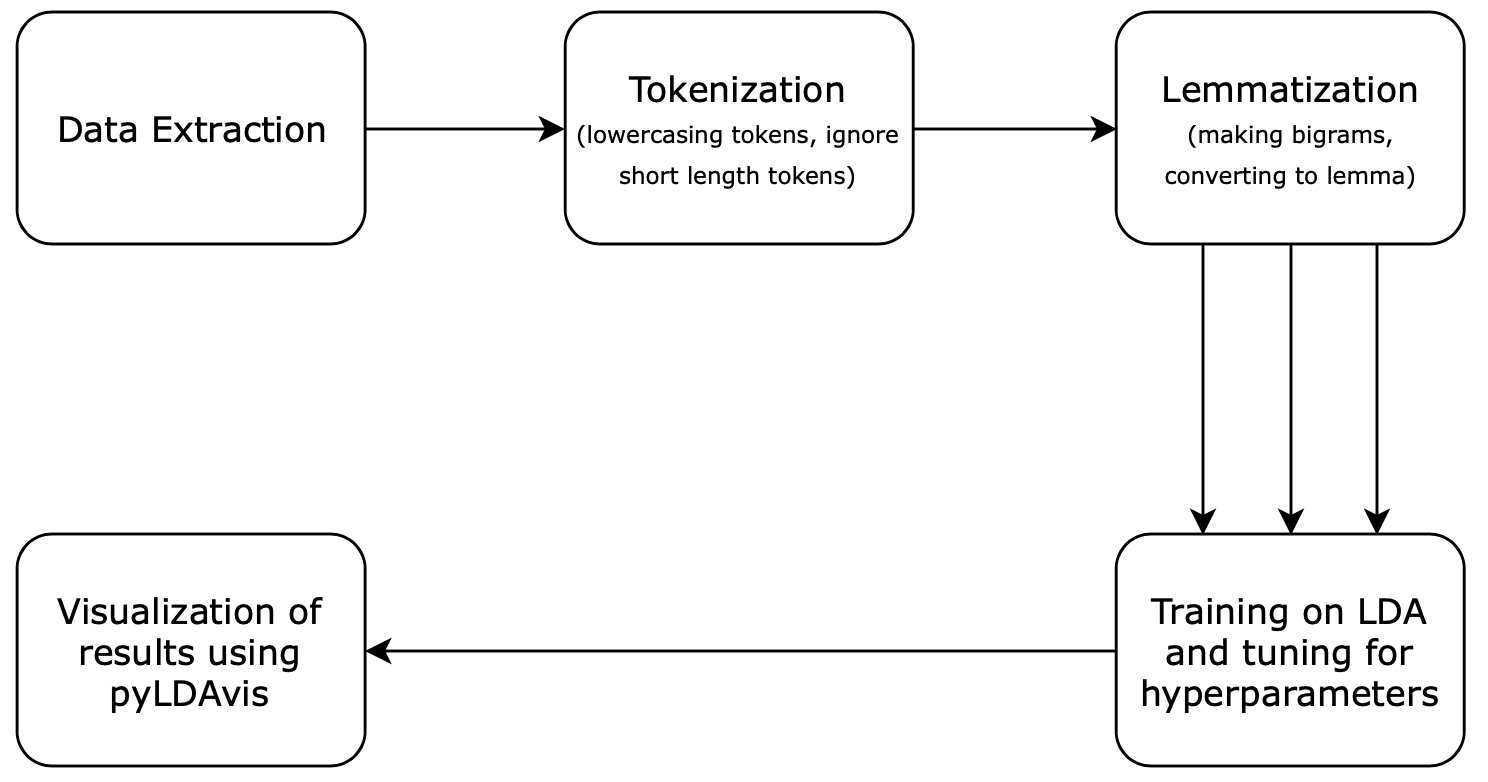 Data Extraction
Tokenization
(lowercasing tokens, ignore
short length tokens)
Lemmatization
(making bigrams,
converting to lemma)
Training on LDA
and tuning for
hyperparameters
Visualization of
results using
pyLDAvis